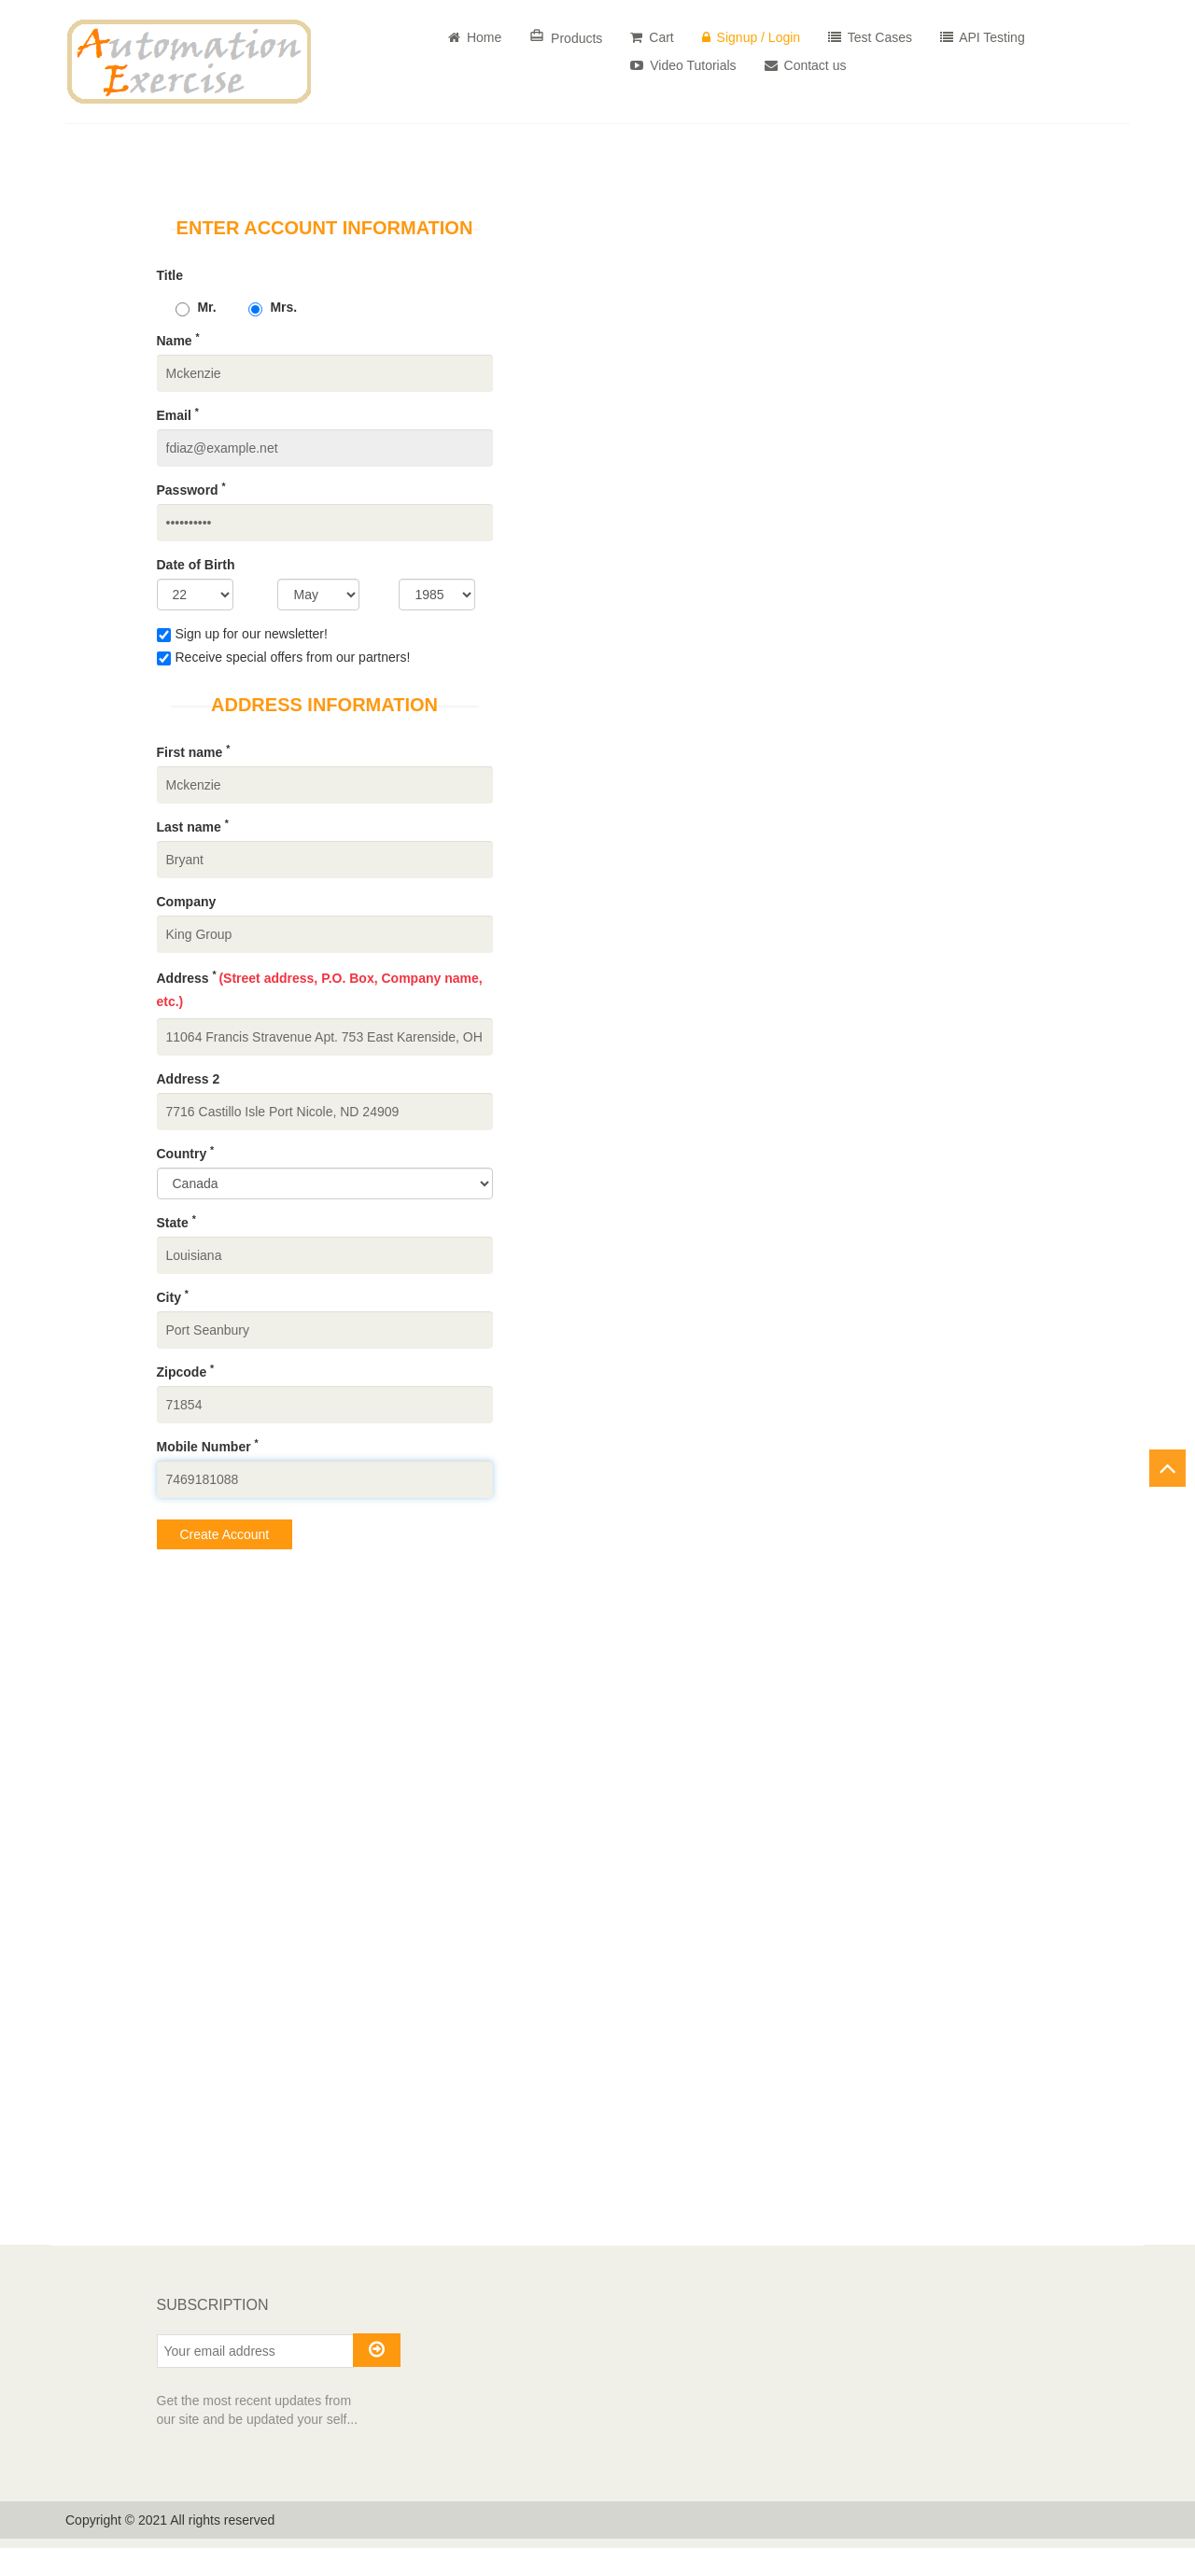 Automation
Exercise
Home
Products
Cart
Signup / Login
Test Cases
API Testing
Video Tutorials
Contact us
ENTER ACCOUNT INFORMATION
Title
Mr.
Mrs.
Name *
Mckenzie
Email *
fdiaz@example.net
Password *
••••••••••
Date of Birth
22
May
1985
Sign up for our newsletter!
Receive special offers from our partners!
ADDRESS INFORMATION
First name *
Mckenzie
Last name *
Bryant
Company
King Group
Address * (Street address, P.O. Box, Company name,
etc.)
11064 Francis Stravenue Apt. 753 East Karenside, OH
Address 2
7716 Castillo Isle Port Nicole, ND 24909
Country *
Canada
State *
Louisiana
City *
Port Seanbury
Zipcode *
71854
Mobile Number *
7469181088
Create Account
SUBSCRIPTION
Your email address
Get the most recent updates from
our site and be updated your self...
Copyright © 2021 All rights reserved